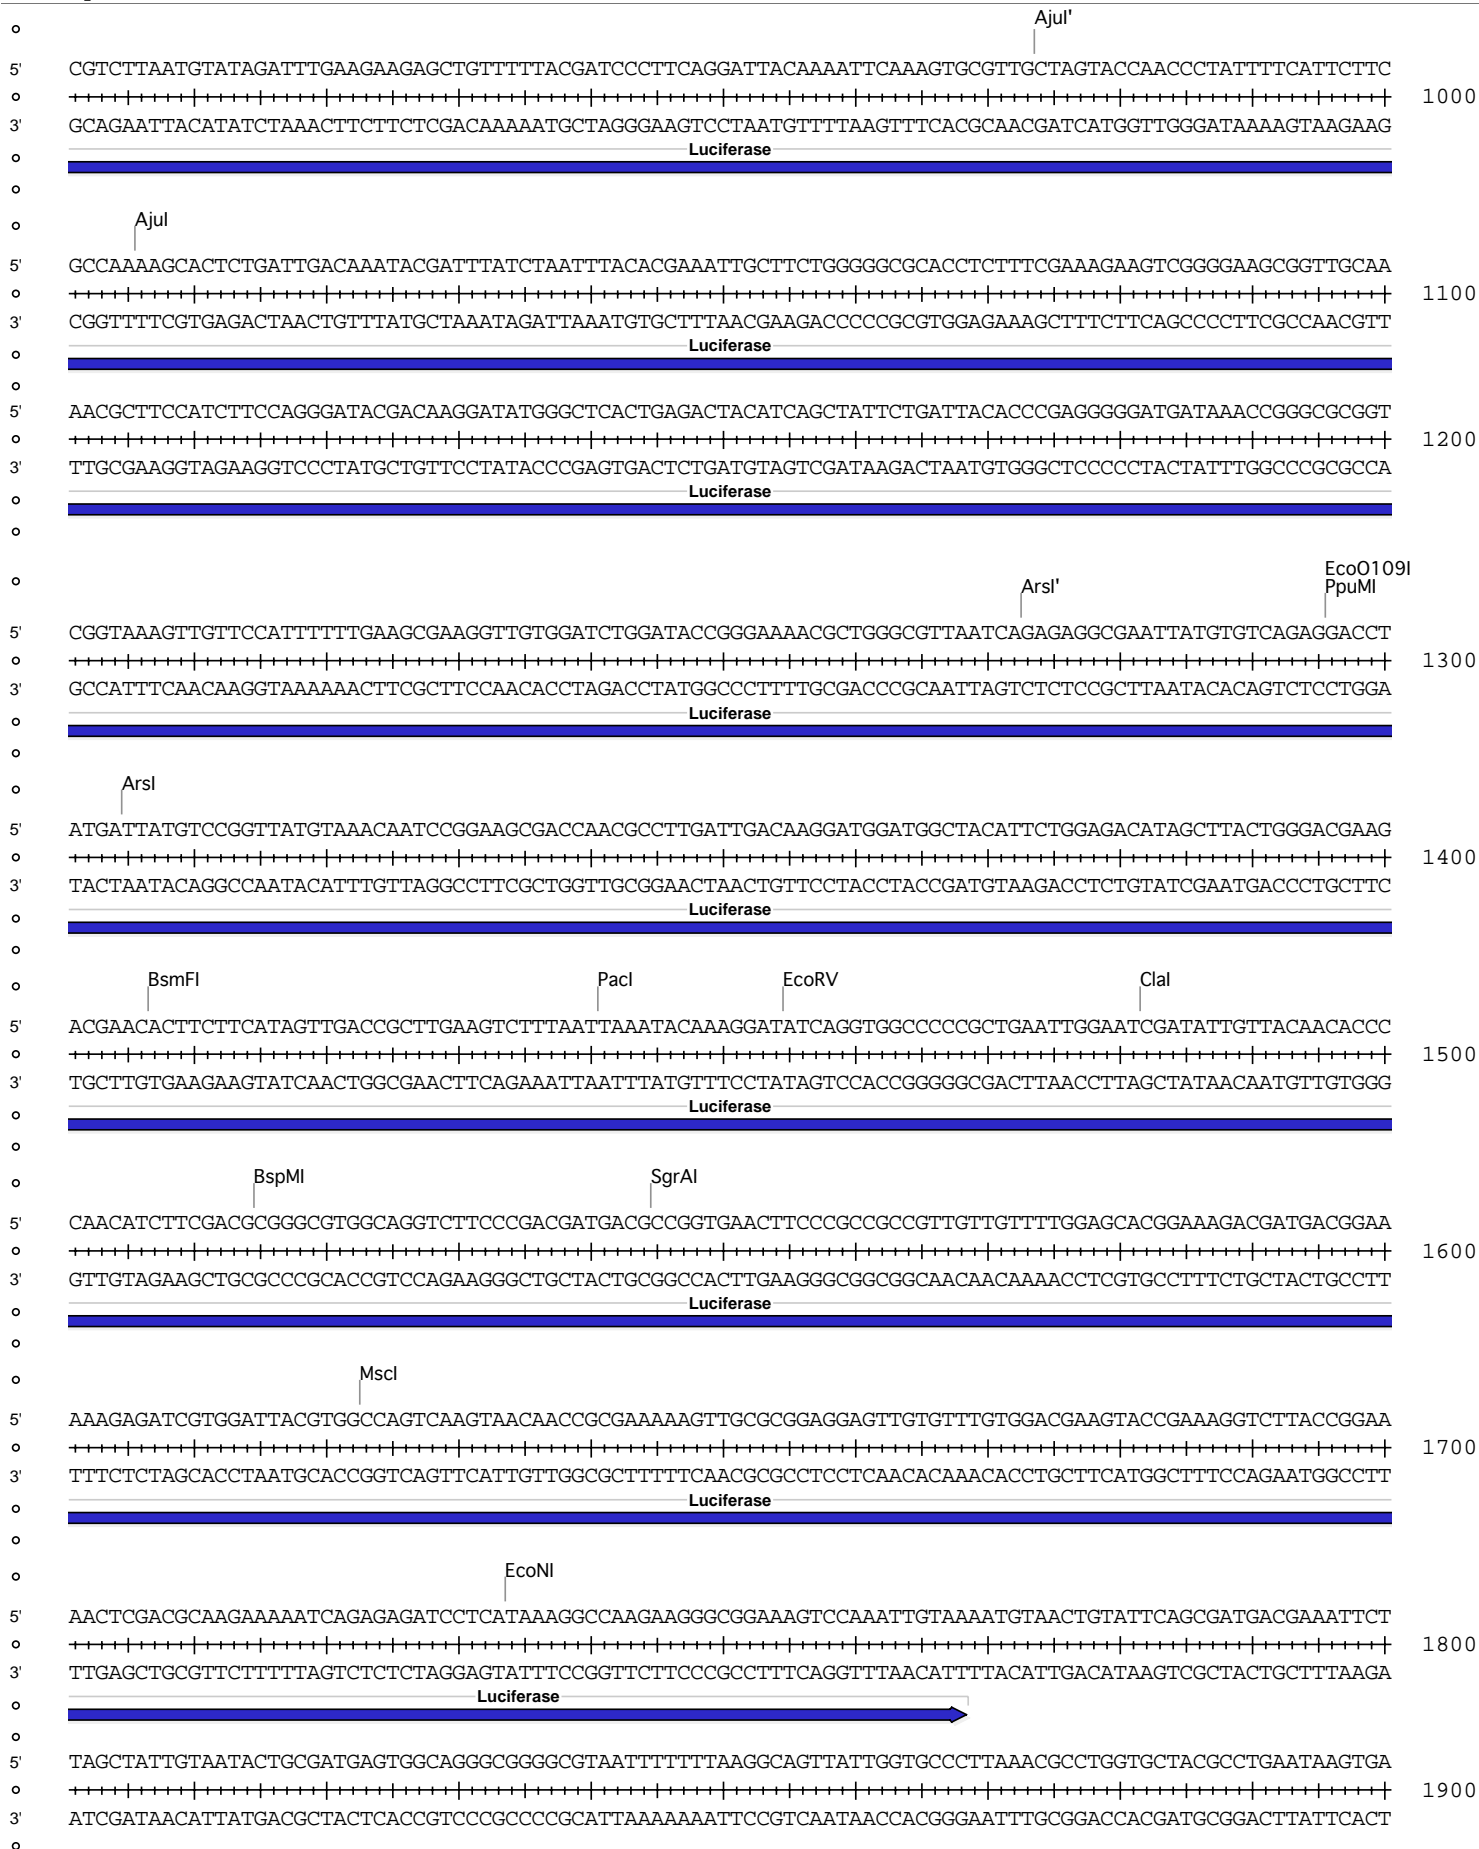 AjuI'
5' CGTCTTAATGTATAGATTTGAAGAAGAGCTGTTTTTACGATCCCTTCAGGATTACAAAATTCAAAGTGCGTTGCTAGTACCAACCCTATTTTCATTCTTC
1000
3' GCAGAATTACATATCTAAACTTCTTCTCGACAAAAATGCTAGGGAAGTCCTAATGTTTTAAGTTTCACGCAACGATCATGGTTGGGATAAAAGTAAGAAG
Luciferase
AjuI
5' GCCAAAAGCACTCTGATTGACAAATACGATTTATCTAATTTACACGAAATTGCTTCTGGGGGCGCACCTCTTTCGAAAGAAGTCGGGGAAGCGGTTGCAA
1100
3' CGGTTTTCGTGAGACTAACTGTTTATGCTAAATAGATTAAATGTGCTTTAACGAAGACCCCCGCGTGGAGAAAGCTTTCTTCAGCCCCTTCGCCAACGTT
Luciferase
5' AACGCTTCCATCTTCCAGGGATACGACAAGGATATGGGCTCACTGAGACTACATCAGCTATTCTGATTACACCCGAGGGGGATGATAAACCGGGCGCGGT
1200
3' TTGCGAAGGTAGAAGGTCCCTATGCTGTTCCTATACCCGAGTGACTCTGATGTAGTCGATAAGACTAATGTGGGCTCCCCCTACTATTTGGCCCGCGCCA
Luciferase
EcoO109I
ArsI' PpuMI
5' CGGTAAAGTTGTTCCATTTTTTGAAGCGAAGGTTGTGGATCTGGATACCGGGAAAACGCTGGGCGTTAATCAGAGAGGCGAATTATGTGTCAGAGGACCT
1300
3' GCCATTTCAACAAGGTAAAAAACTTCGCTTCCAACACCTAGACCTATGGCCCTTTTGCGACCCGCAATTAGTCTCTCCGCTTAATACACAGTCTCCTGGA
Luciferase
ArsI
5' ATGATTATGTCCGGTTATGTAAACAATCCGGAAGCGACCAACGCCTTGATTGACAAGGATGGATGGCTACATTCTGGAGACATAGCTTACTGGGACGAAG
1400
3' TACTAATACAGGCCAATACATTTGTTAGGCCTTCGCTGGTTGCGGAACTAACTGTTCCTACCTACCGATGTAAGACCTCTGTATCGAATGACCCTGCTTC
Luciferase
BsmFI PacI EcoRV ClaI
5' ACGAACACTTCTTCATAGTTGACCGCTTGAAGTCTTTAATTAAATACAAAGGATATCAGGTGGCCCCCGCTGAATTGGAATCGATATTGTTACAACACCC
1500
3' TGCTTGTGAAGAAGTATCAACTGGCGAACTTCAGAAATTAATTTATGTTTCCTATAGTCCACCGGGGGCGACTTAACCTTAGCTATAACAATGTTGTGGG
Luciferase
BspMI SgrAI
5' CAACATCTTCGACGCGGGCGTGGCAGGTCTTCCCGACGATGACGCCGGTGAACTTCCCGCCGCCGTTGTTGTTTTGGAGCACGGAAAGACGATGACGGAA
1600
3' GTTGTAGAAGCTGCGCCCGCACCGTCCAGAAGGGCTGCTACTGCGGCCACTTGAAGGGCGGCGGCAACAACAAAACCTCGTGCCTTTCTGCTACTGCCTT
Luciferase
MscI
5' AAAGAGATCGTGGATTACGTGGCCAGTCAAGTAACAACCGCGAAAAAGTTGCGCGGAGGAGTTGTGTTTGTGGACGAAGTACCGAAAGGTCTTACCGGAA
1700
3' TTTCTCTAGCACCTAATGCACCGGTCAGTTCATTGTTGGCGCTTTTTCAACGCGCCTCCTCAACACAAACACCTGCTTCATGGCTTTCCAGAATGGCCTT
Luciferase
EcoNI
5' AACTCGACGCAAGAAAAATCAGAGAGATCCTCATAAAGGCCAAGAAGGGCGGAAAGTCCAAATTGTAAAATGTAACTGTATTCAGCGATGACGAAATTCT
1800
3' TTGAGCTGCGTTCTTTTTAGTCTCTCTAGGAGTATTTCCGGTTCTTCCCGCCTTTCAGGTTTAACATTTTACATTGACATAAGTCGCTACTGCTTTAAGA
Luciferase
5' TAGCTATTGTAATACTGCGATGAGTGGCAGGGCGGGGCGTAATTTTTTTAAGGCAGTTATTGGTGCCCTTAAACGCCTGGTGCTACGCCTGAATAAGTGA
1900
3' ATCGATAACATTATGACGCTACTCACCGTCCCGCCCCGCATTAAAAAAATTCCGTCAATAACCACGGGAATTTGCGGACCACGATGCGGACTTATTCACT